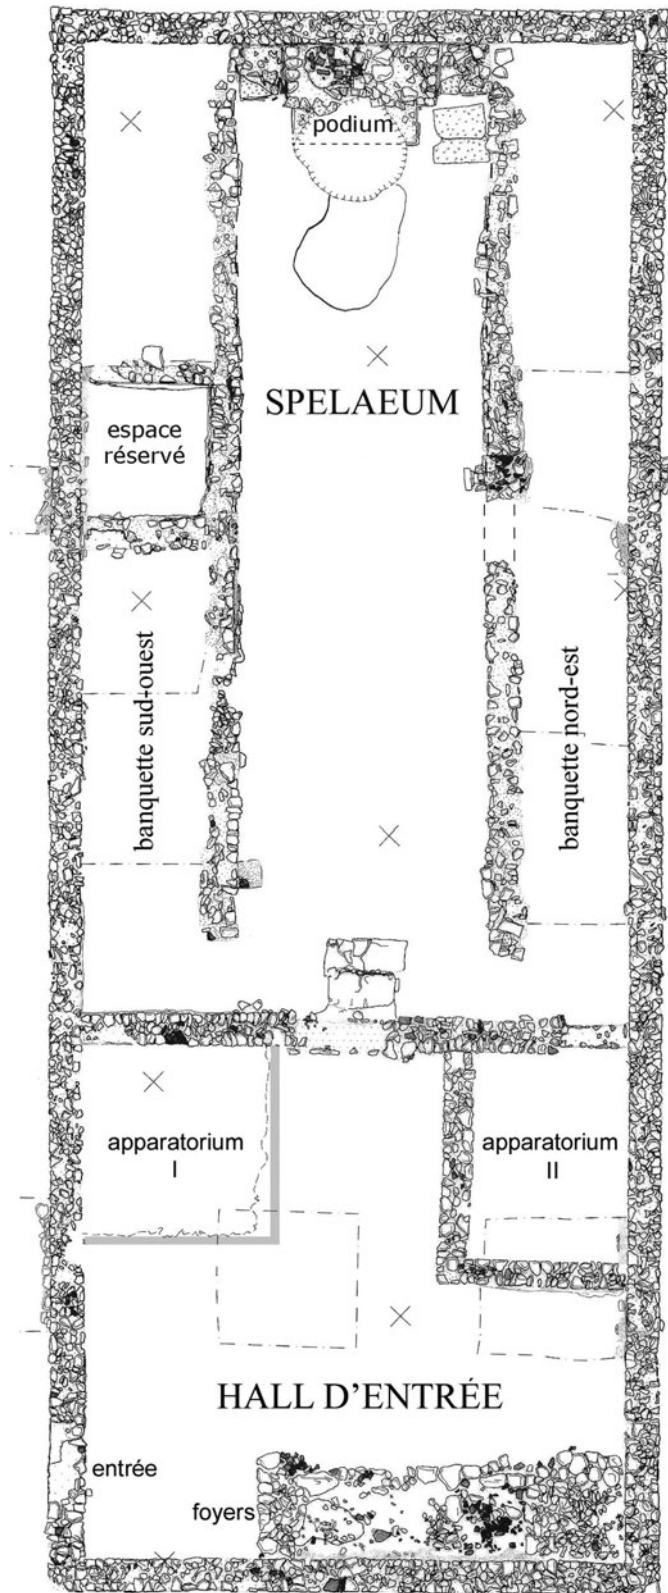 podium
SPELAEUM
espace
réservé
banquette sud-ouest
banquette nord-est
apparatorium
I
apparatorium
II
HALL D'ENTRÉE
entrée
foyers